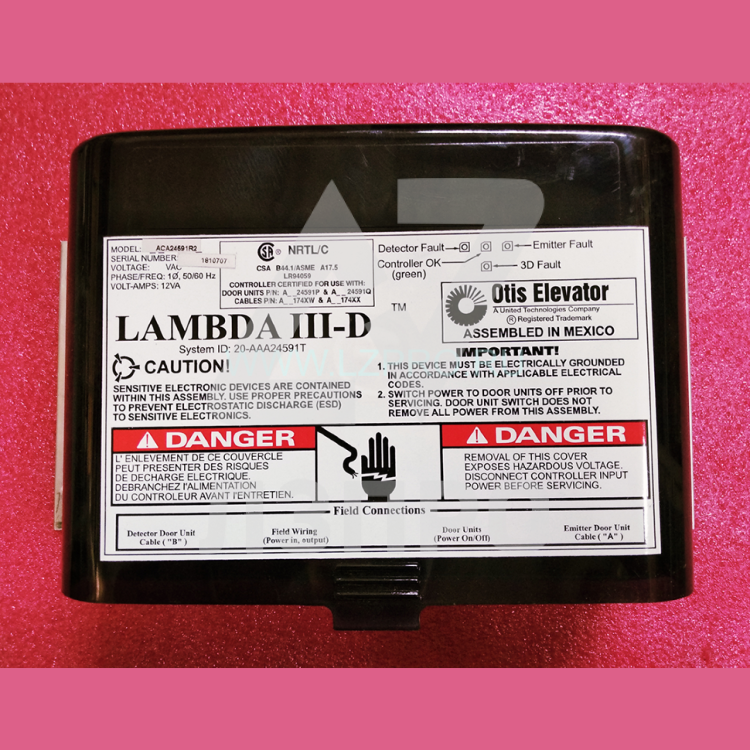 MODEL: ACA24591R2
SERIAL NUMBER: 1810707
VOLTAGE: VAC
PHASE/FREQ: 1Ø, 50/60 Hz
VOLT-AMPS: 12VA
NRTL/C
CSA B44.1/ASME A17.5
LR94059
CONTROLLER CERTIFIED FOR USE WITH:
DOOR UNITS P/N: A__24591P & A__24591Q
CABLES P/N: A__174XW & A__174XX
Detector Fault
Emitter Fault
Controller OK
(green)
3D Fault
Otis Elevator
A United Technologies Company
® Registered Trademark
ASSEMBLED IN MEXICO
LAMBDA III-D ™
System ID: 20-AAA24591T
CAUTION!
SENSITIVE ELECTRONIC DEVICES ARE CONTAINED
WITHIN THIS ASSEMBLY. USE PROPER PRECAUTIONS
TO PREVENT ELECTROSTATIC DISCHARGE (ESD)
TO SENSITIVE ELECTRONICS.
IMPORTANT!
1. THIS DEVICE MUST BE ELECTRICALLY GROUNDED
IN ACCORDANCE WITH APPLICABLE ELECTRICAL
CODES.
2. SWITCH POWER TO DOOR UNITS OFF PRIOR TO
SERVICING. DOOR UNIT SWITCH DOES NOT
REMOVE ALL POWER FROM THIS ASSEMBLY.
DANGER
L' ENLEVEMENT DE CE COUVERCLE
PEUT PRESENTER DES RISQUES
DE DECHARGE ELECTRIQUE.
DEBRANCHEZ L'ALIMENTATION
DU CONTROLEUR AVANT l'ENTRETIEN.
DANGER
REMOVAL OF THIS COVER
EXPOSES HAZARDOUS VOLTAGE.
DISCONNECT CONTROLLER INPUT
POWER BEFORE SERVICING.
Field Connections
Detector Door Unit
Cable ( "B" )
Field Wiring
(Power in, output)
Door Units
(Power On/Off)
Emitter Door Unit
Cable ( "A" )